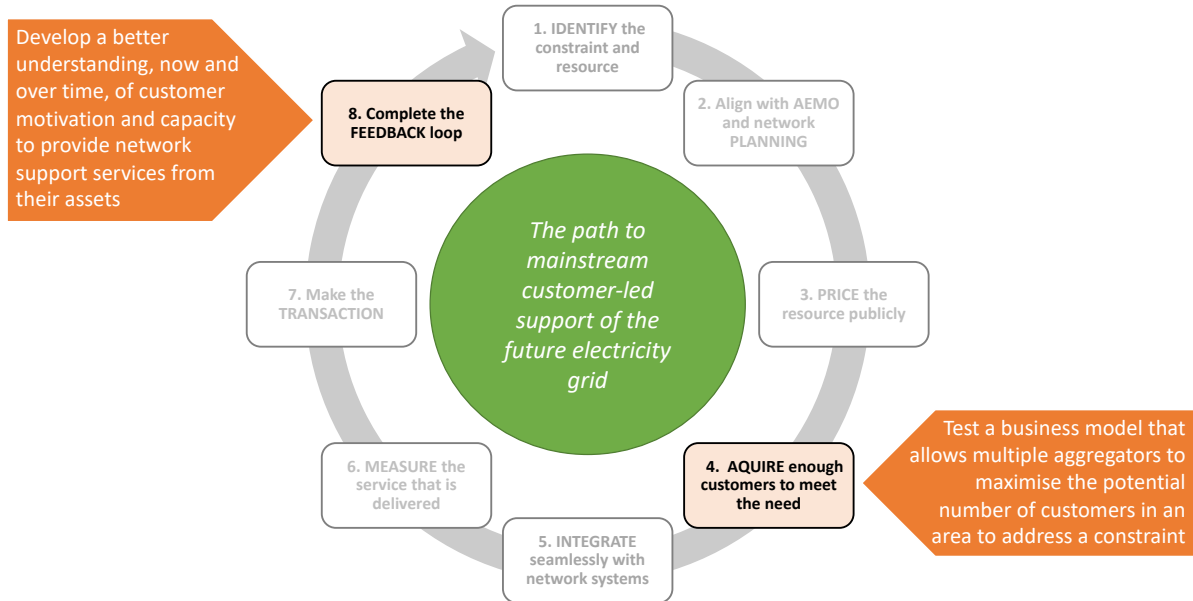 Develop a better
understanding, now and
over time, of customer
motivation and capacity
to provide network
support services from
their assets
1. IDENTIFY the
constraint and
resource
2. Align with AEMO
and network
PLANNING
3. PRICE the
resource publicly
4.  AQUIRE enough
customers to meet
the need
Test a business model that
allows multiple aggregators to
maximise the potential
number of customers in an
area to address a constraint
5. INTEGRATE
seamlessly with
network systems
6. MEASURE the
service that is
delivered
7. Make the
TRANSACTION
8. Complete the
FEEDBACK loop
The path to
mainstream
customer-led
support of the
future electricity
grid